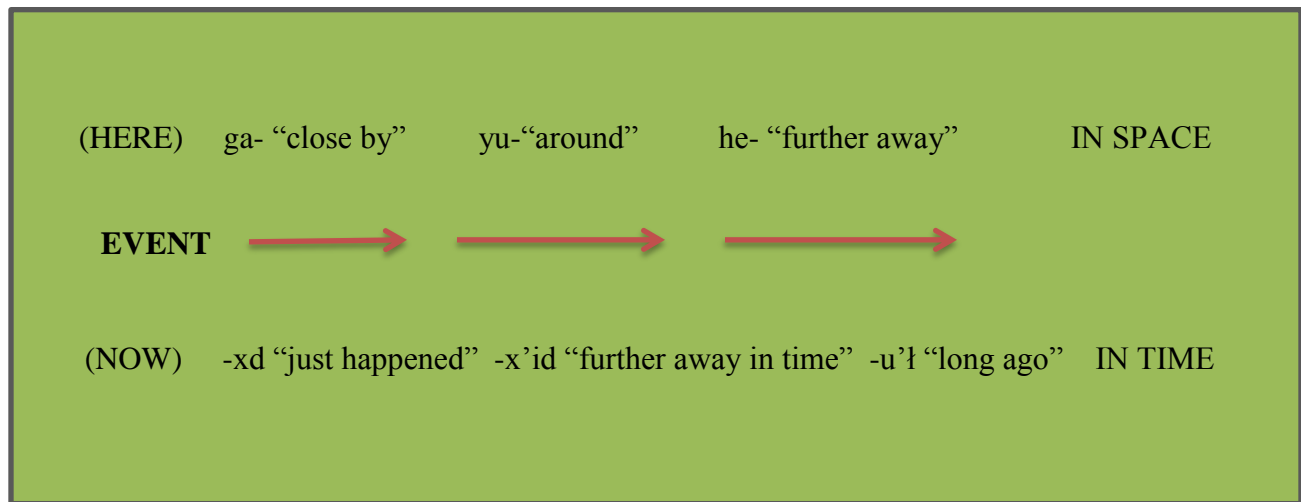 (HERE) ga- “close by” yu-“around” he- “further away” IN SPACE
EVENT
(NOW) -xd “just happened” -x’id “further away in time” -u’ł “long ago” IN TIME